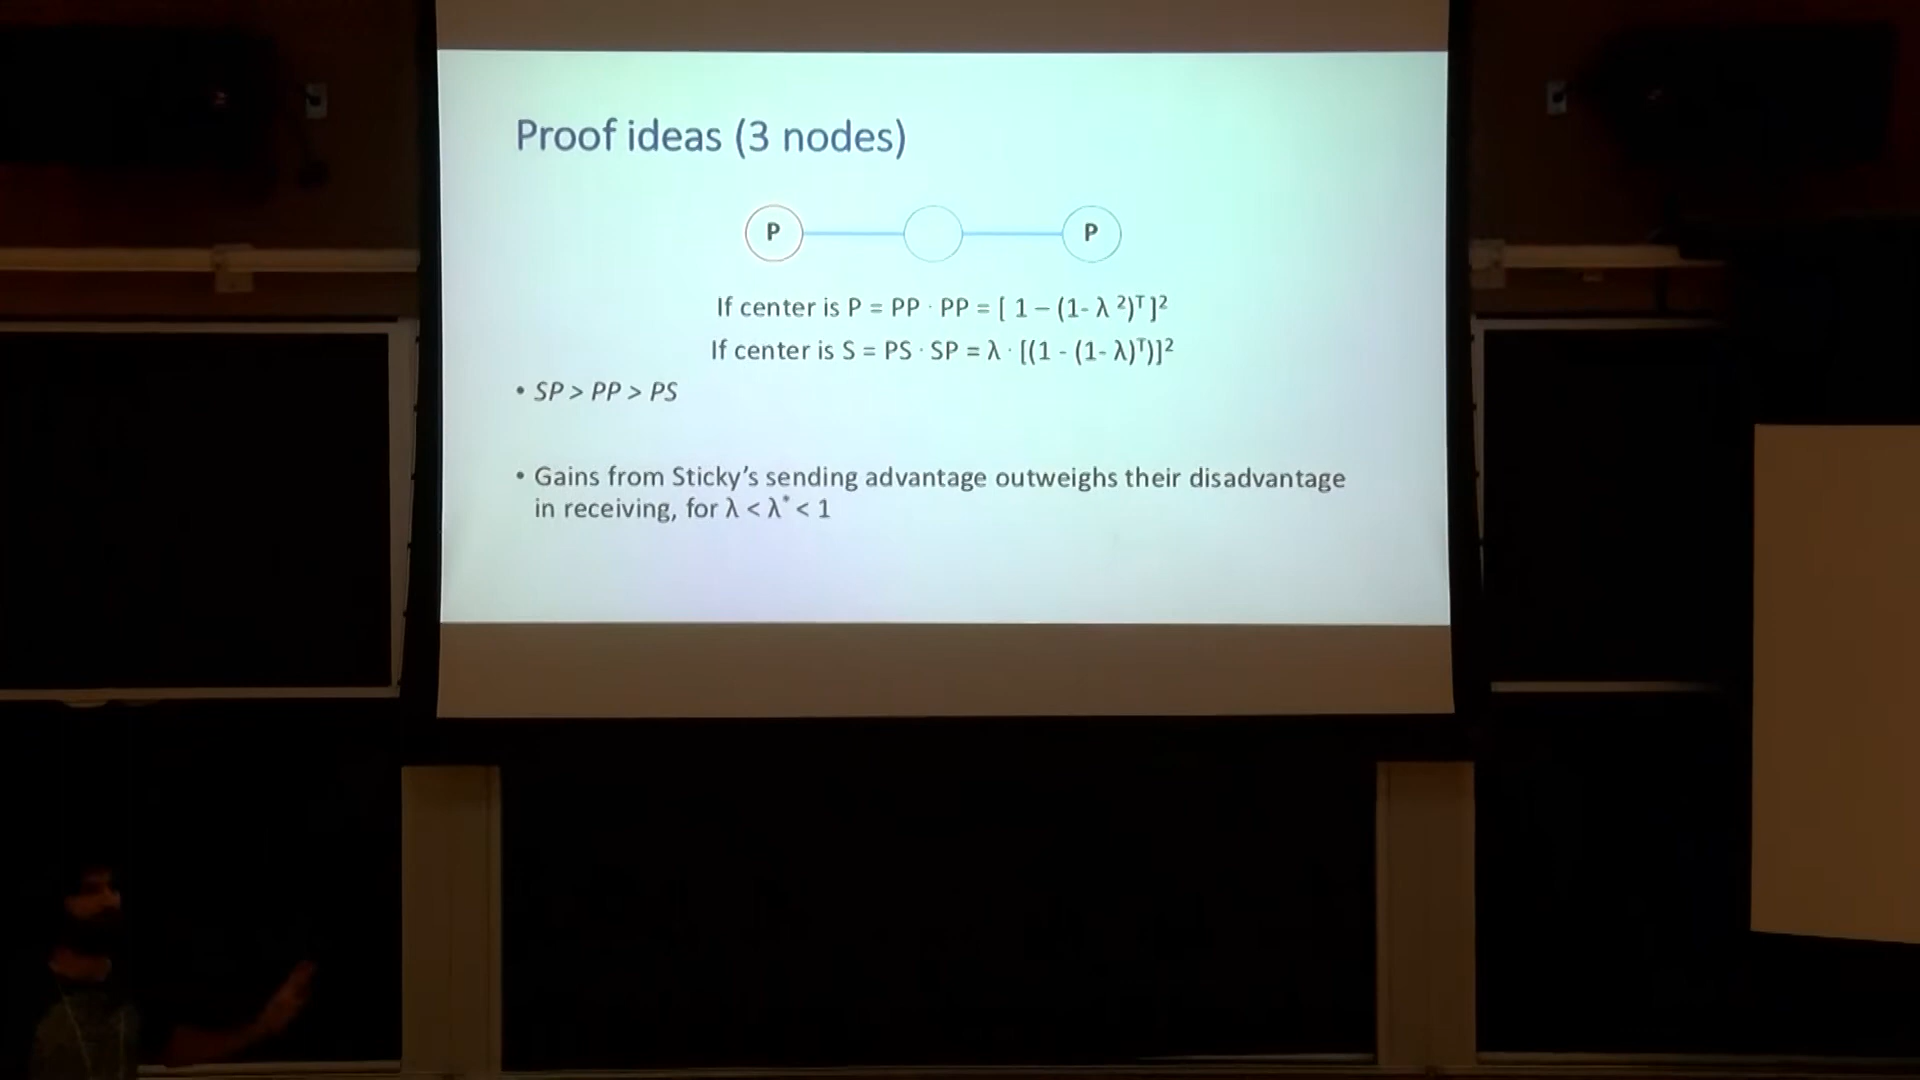 Proof ideas (3 nodes)
P P
If center is P = PP · PP = [ 1 – (1- λ ²)ᵀ ]²
If center is S = PS · SP = λ · [(1 - (1- λ)ᵀ)]²
• SP > PP > PS
• Gains from Sticky's sending advantage outweighs their disadvantage
in receiving, for λ < λ* < 1